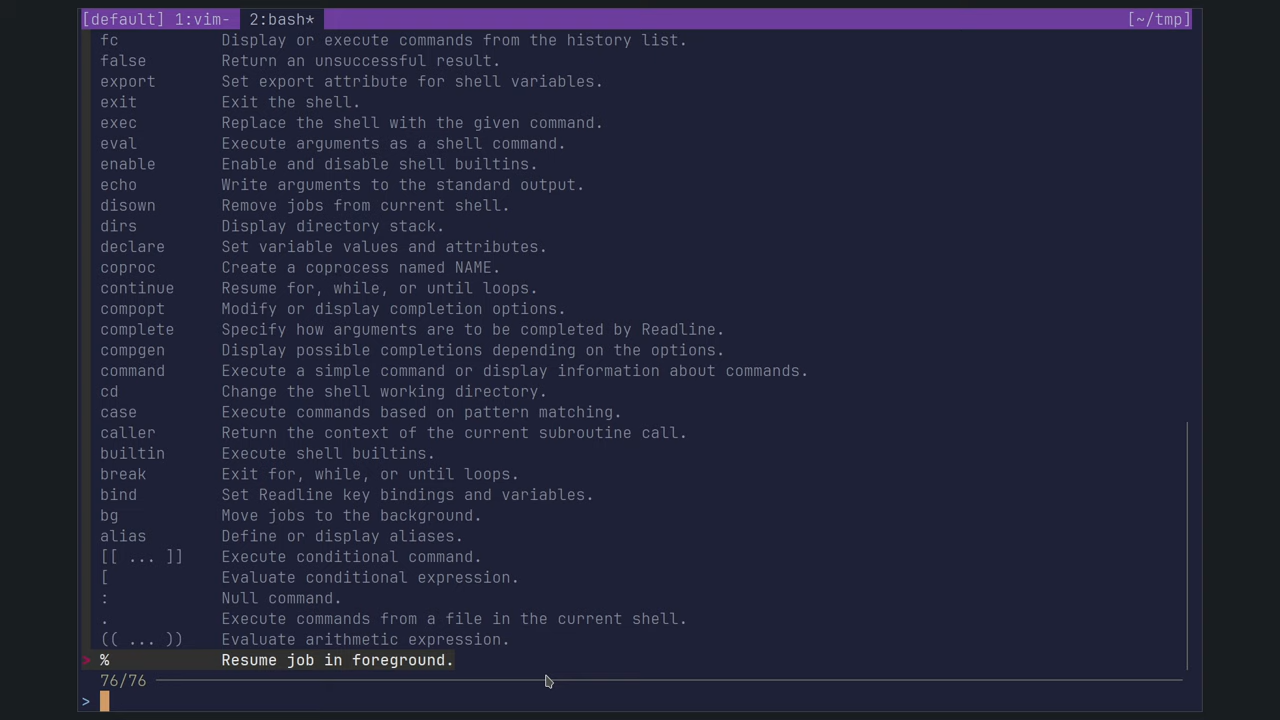 [default] 1:vim- 2:bash* [~/tmp]
fc Display or execute commands from the history list.
false Return an unsuccessful result.
export Set export attribute for shell variables.
exit Exit the shell.
exec Replace the shell with the given command.
eval Execute arguments as a shell command.
enable Enable and disable shell builtins.
echo Write arguments to the standard output.
disown Remove jobs from current shell.
dirs Display directory stack.
declare Set variable values and attributes.
coproc Create a coprocess named NAME.
continue Resume for, while, or until loops.
compopt Modify or display completion options.
complete Specify how arguments are to be completed by Readline.
compgen Display possible completions depending on the options.
command Execute a simple command or display information about commands.
cd Change the shell working directory.
case Execute commands based on pattern matching.
caller Return the context of the current subroutine call.
builtin Execute shell builtins.
break Exit for, while, or until loops.
bind Set Readline key bindings and variables.
bg Move jobs to the background.
alias Define or display aliases.
[[ ... ]] Execute conditional command.
[ Evaluate conditional expression.
: Null command.
. Execute commands from a file in the current shell.
(( ... )) Evaluate arithmetic expression.
> % Resume job in foreground.
76/76
>